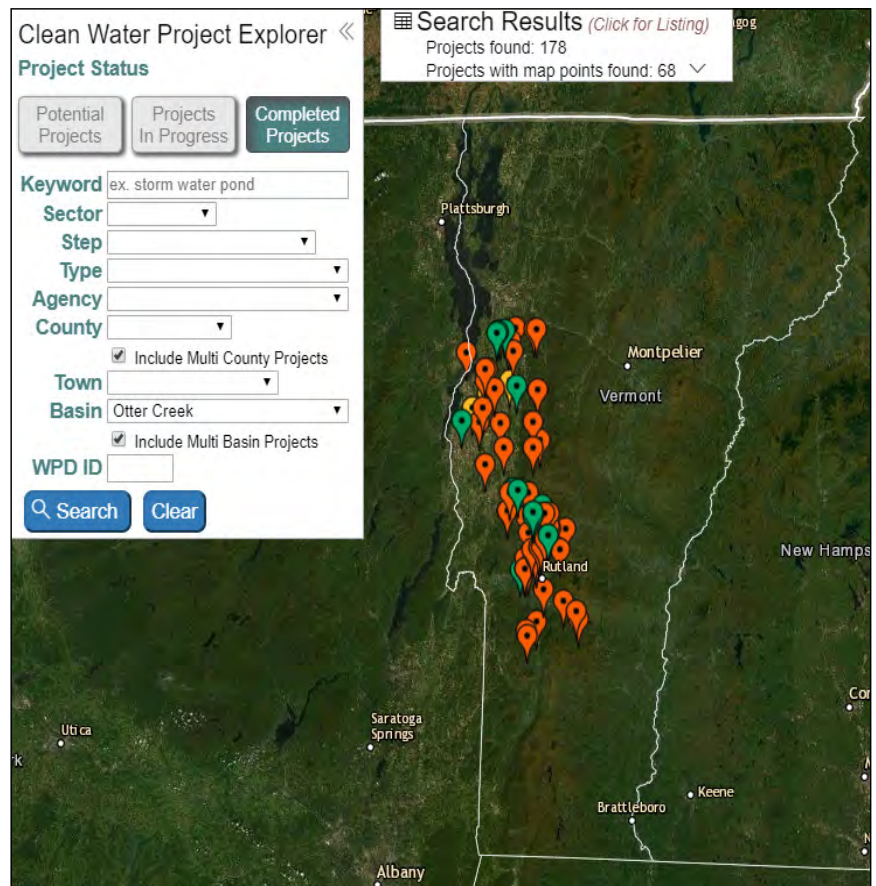 Clean Water Project Explorer
Project Status
Potential
Projects
Projects
In Progress
Completed
Projects
Keyword ex. storm water pond
Sector
Step
Type
Agency
County
Include Multi County Projects
Town
Basin Otter Creek
Include Multi Basin Projects
WPD ID
Search Clear
Search Results (Click for Listing)
Projects found: 178
Projects with map points found: 68
gog
Plattsburgh
Montpelier
Vermont
New Hamps
Rutland
Utica
Saratoga
Springs
Cor
k
Keene
Brattleboro
Albany